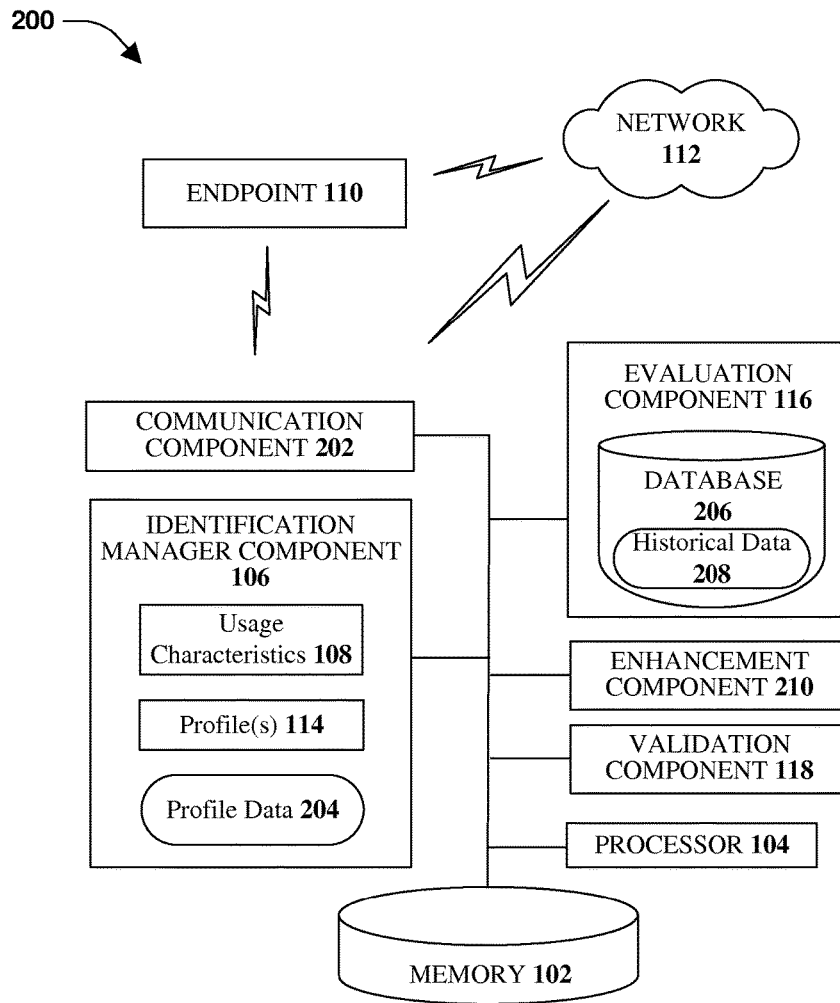 200
NETWORK
112
ENDPOINT 110
COMMUNICATION
COMPONENT 202
IDENTIFICATION
MANAGER COMPONENT
106
Usage
Characteristics 108
Profile(s) 114
Profile Data 204
EVALUATION
COMPONENT 116
DATABASE
206
Historical Data
208
ENHANCEMENT
COMPONENT 210
VALIDATION
COMPONENT 118
PROCESSOR 104
MEMORY 102